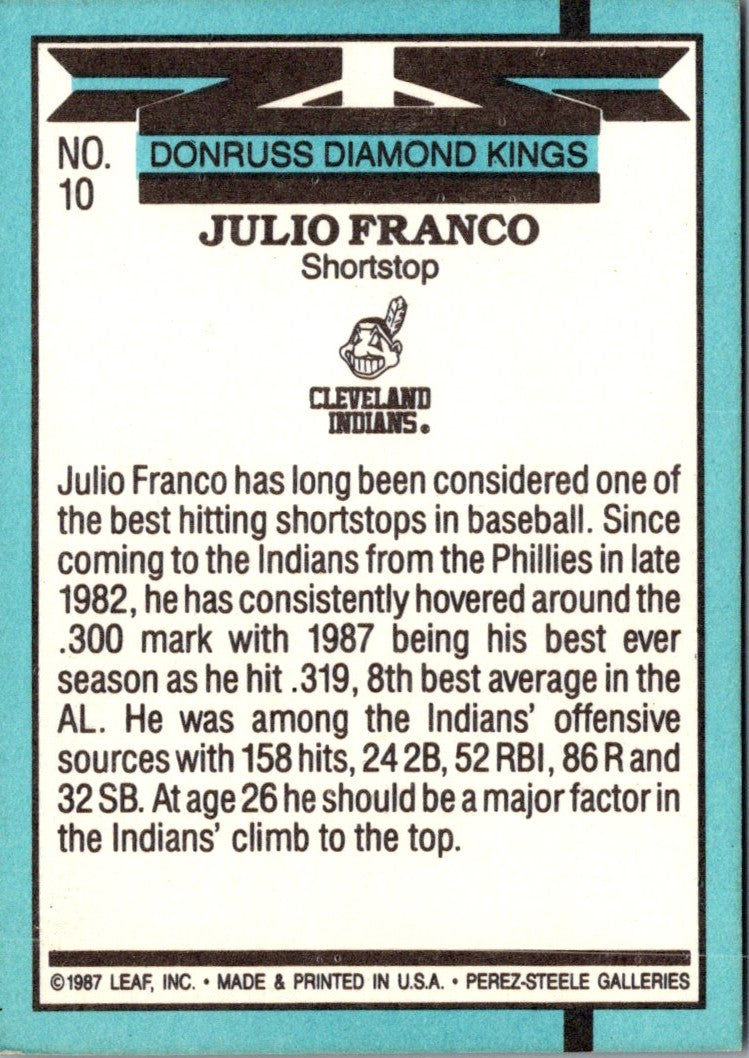 NO.
10
DONRUSS DIAMOND KINGS
JULIO FRANCO
Shortstop
CLEVELAND
INDIANS.
Julio Franco has long been considered one of
the best hitting shortstops in baseball. Since
coming to the Indians from the Phillies in late
1982, he has consistently hovered around the
.300 mark with 1987 being his best ever
season as he hit .319, 8th best average in the
AL. He was among the Indians' offensive
sources with 158 hits, 24 2B, 52 RBI, 86 R and
32 SB. At age 26 he should be a major factor in
the Indians' climb to the top.
©1987 LEAF, INC. • MADE & PRINTED IN U.S.A. • PEREZ-STEELE GALLERIES